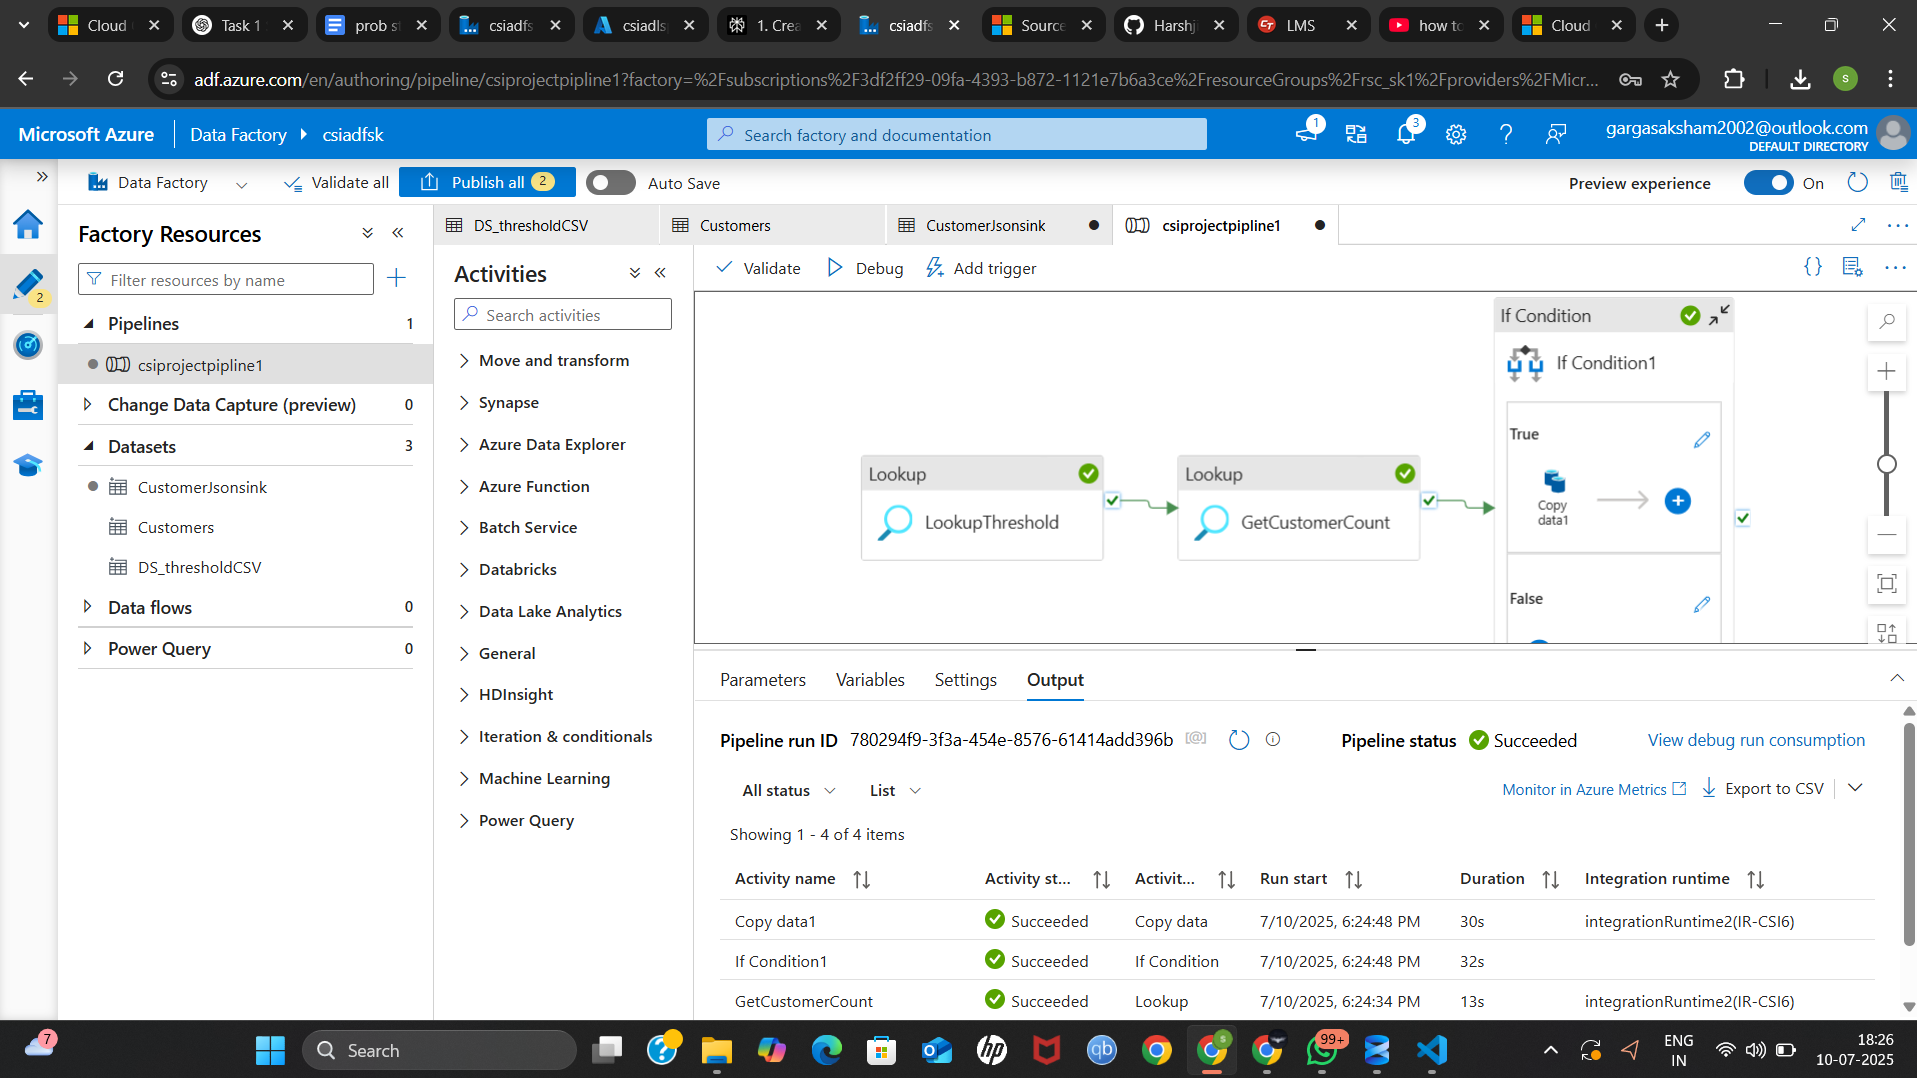 Cloud
Task 1
prob st
csiadfs
csiadls
1. Crea
csiadfs
Source
Harshji
LMS
how to
Cloud
adf.azure.com/en/authoring/pipeline/csiprojectpipline1?factory=%2Fsubscriptions%2F3df2ff29-09fa-4393-b872-1121e7b6a3ce%2FresourceGroups%2Frsc_sk1%2Fproviders%2FMicr...
S
Microsoft Azure
Data Factory
csiadfsk
Search factory and documentation
1
3
gargasaksham2002@outlook.com
DEFAULT DIRECTORY
Data Factory
Validate all
Publish all 2
Auto Save
Preview experience
On
Factory Resources
Filter resources by name
2
Pipelines 1
csiprojectpipline1
Change Data Capture (preview) 0
Datasets 3
CustomerJsonsink
Customers
DS_thresholdCSV
Data flows 0
Power Query 0
DS_thresholdCSV
Customers
CustomerJsonsink
csiprojectpipline1
Activities
Search activities
Move and transform
Synapse
Azure Data Explorer
Azure Function
Batch Service
Databricks
Data Lake Analytics
General
HDInsight
Iteration & conditionals
Machine Learning
Power Query
Validate
Debug
Add trigger
Lookup
LookupThreshold
Lookup
GetCustomerCount
If Condition
If Condition1
True
Copy
data1
False
Parameters
Variables
Settings
Output
Pipeline run ID 780294f9-3f3a-454e-8576-61414add396b
Pipeline status Succeeded
View debug run consumption
All status
List
Monitor in Azure Metrics
Export to CSV
Showing 1 - 4 of 4 items
Activity name Activity st... Activit... Run start Duration Integration runtime
Copy data1 Succeeded Copy data 7/10/2025, 6:24:48 PM 30s integrationRuntime2(IR-CSI6)
If Condition1 Succeeded If Condition 7/10/2025, 6:24:48 PM 32s
GetCustomerCount Succeeded Lookup 7/10/2025, 6:24:34 PM 13s integrationRuntime2(IR-CSI6)
7
Search
hp
qb
S
99+
ENG
IN
18:26
10-07-2025